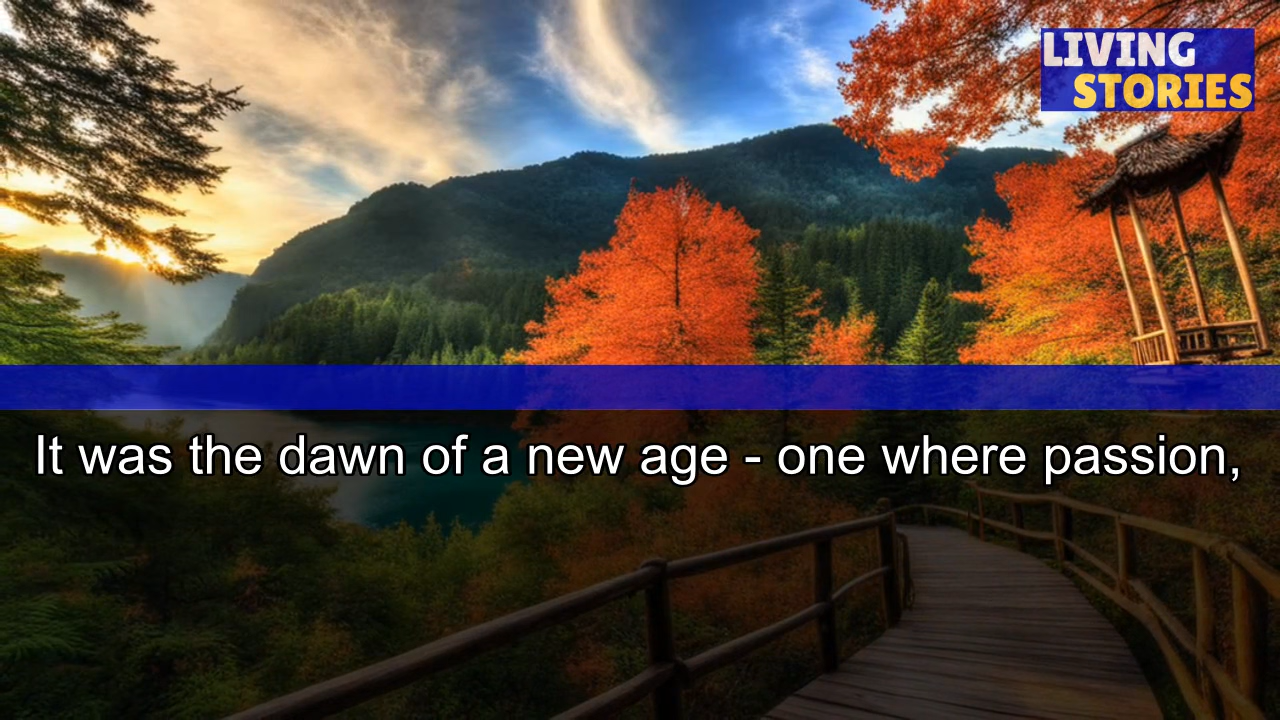 LIVING
STORIES
It was the dawn of a new age - one where passion,